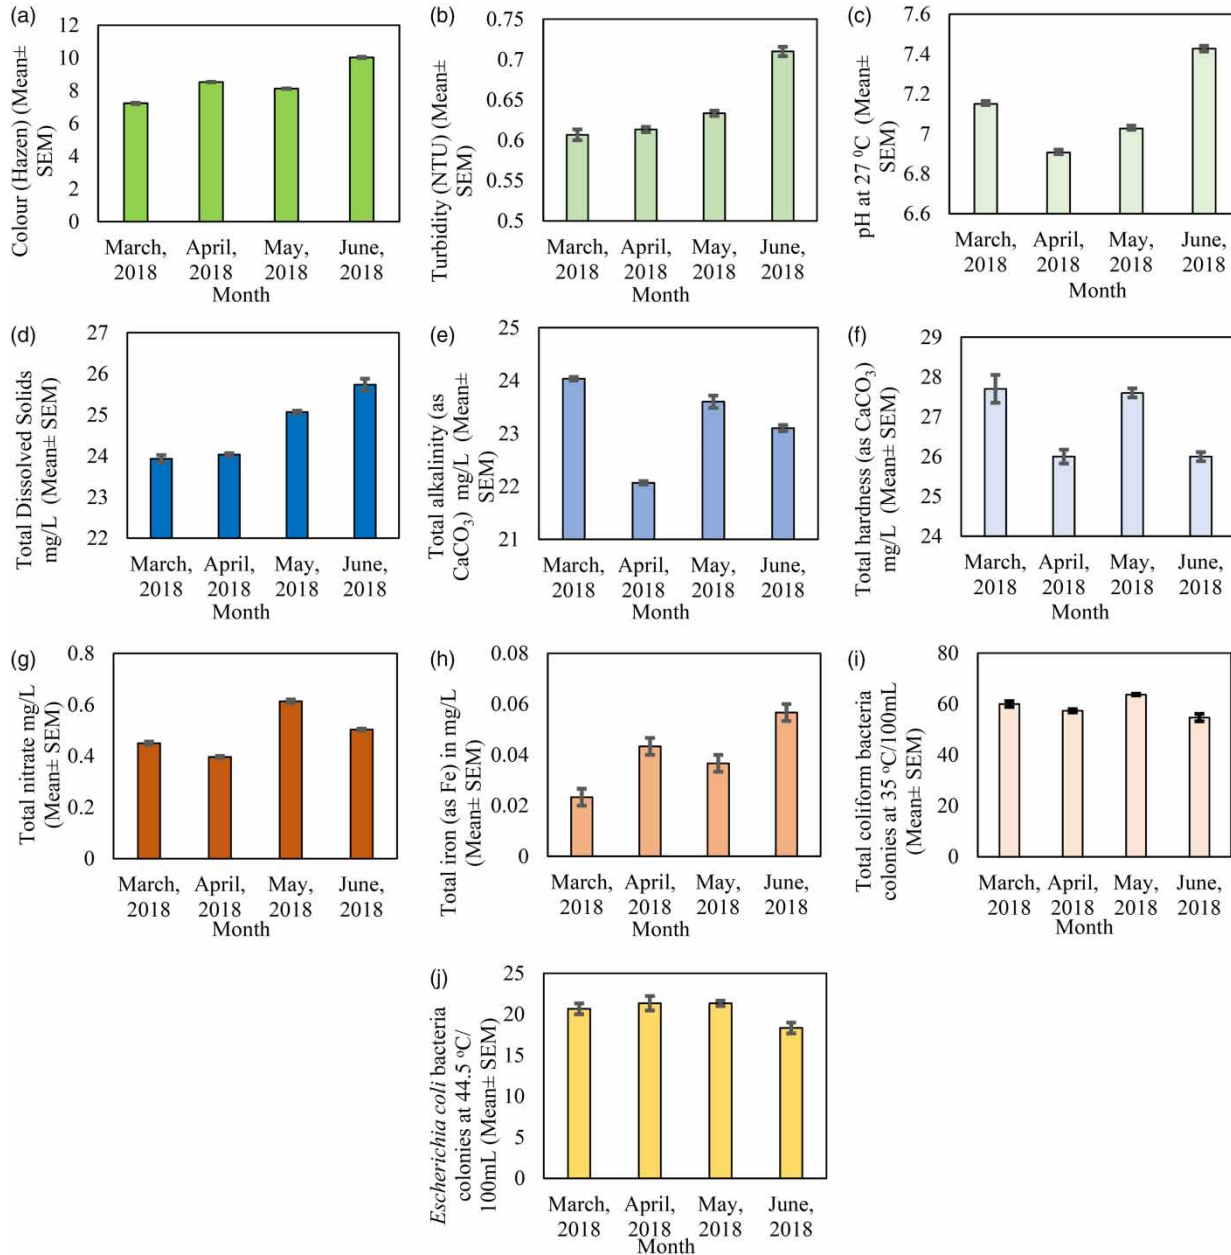 (a)
Colour (Hazen) (Mean±
SEM)
12
10
8
6
4
2
0
March, April, May, June,
2018 2018 2018 2018
Month
(b)
Turbidity (NTU) (Mean±
SEM)
0.75
0.7
0.65
0.6
0.55
0.5
March, April, May, June,
2018 2018 2018 2018
Month
(c)
pH at 27 ⁰C (Mean±
SEM)
7.6
7.4
7.2
7
6.8
6.6
March, April, May, June,
2018 2018 2018 2018
Month
(d)
Total Dissolved Solids
mg/L (Mean± SEM)
27
26
25
24
23
22
March, April, May, June,
2018 2018 2018 2018
Month
(e)
Total alkalinity (as
CaCO₃) mg/L (Mean±
SEM)
25
24
23
22
21
March, April, May, June,
2018 2018 2018 2018
Month
(f)
Total hardness (as CaCO₃)
mg/L (Mean± SEM)
29
28
27
26
25
24
March, April, May, June,
2018 2018 2018 2018
Month
(g)
Total nitrate mg/L
(Mean± SEM)
0.8
0.6
0.4
0.2
0
March, April, May, June,
2018 2018 2018 2018
Month
(h)
Total iron (as Fe) in mg/L
(Mean± SEM)
0.08
0.06
0.04
0.02
0
March, April, May, June,
2018 2018 2018 2018
Month
(i)
Total coliform bacteria
colonies at 35 ⁰C/100mL
(Mean± SEM)
80
60
40
20
0
March, April, May, June,
2018 2018 2018 2018
Month
(j)
Escherichia coli bacteria
colonies at 44.5 ⁰C/
100mL (Mean± SEM)
25
20
15
10
5
0
March, April, May, June,
2018 2018 2018 2018
Month